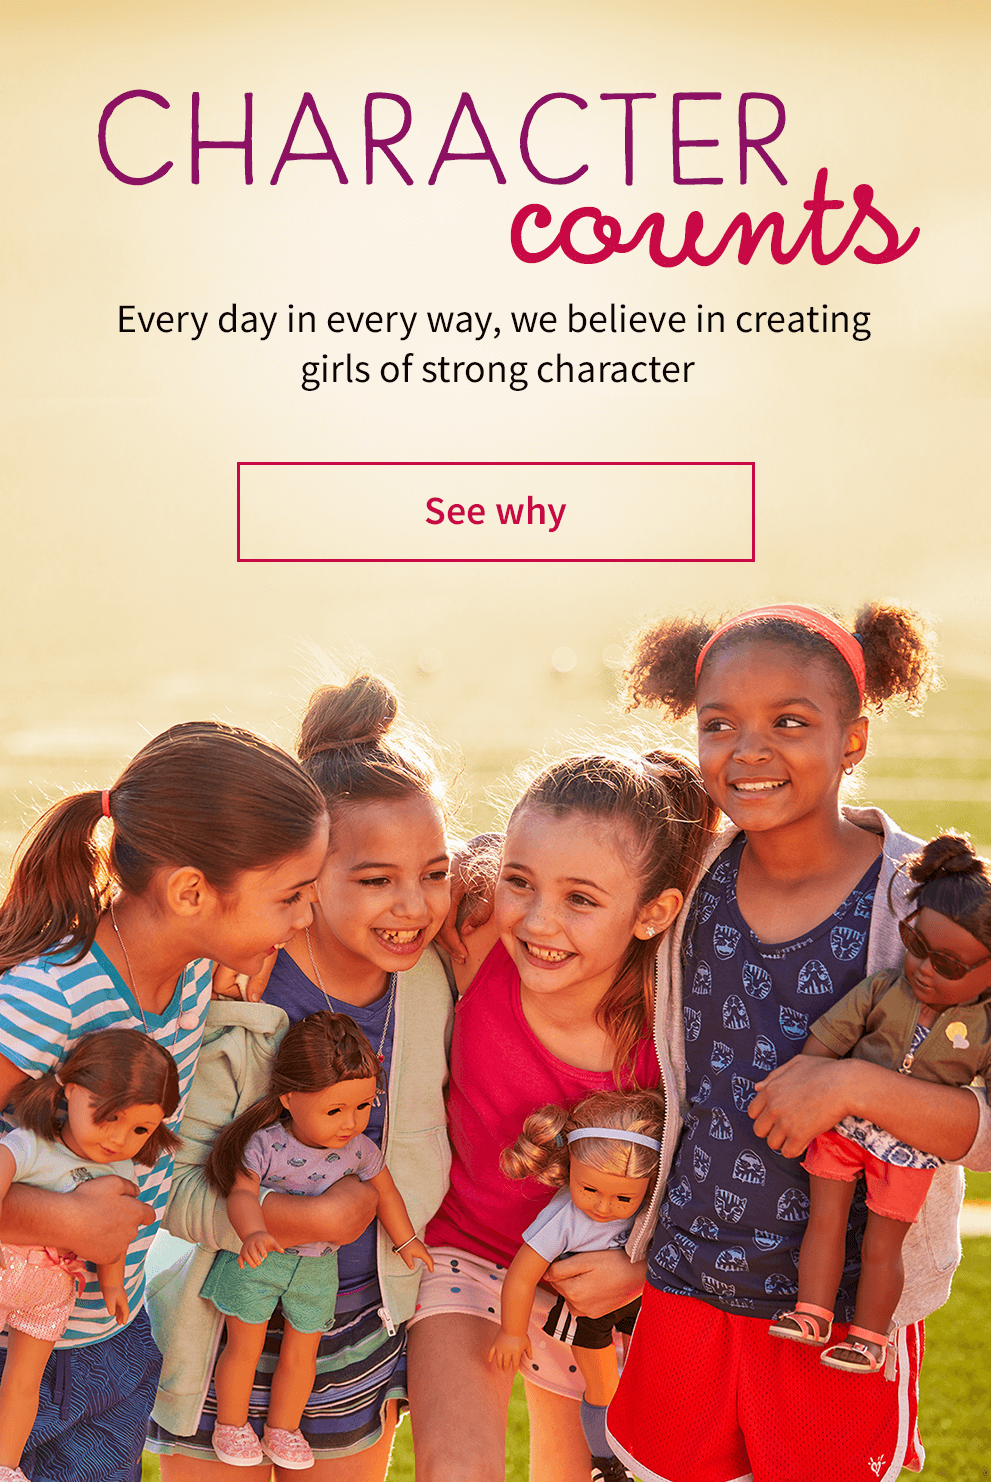 CHARACTER
counts
Every day in every way, we believe in creating
girls of strong character
See why